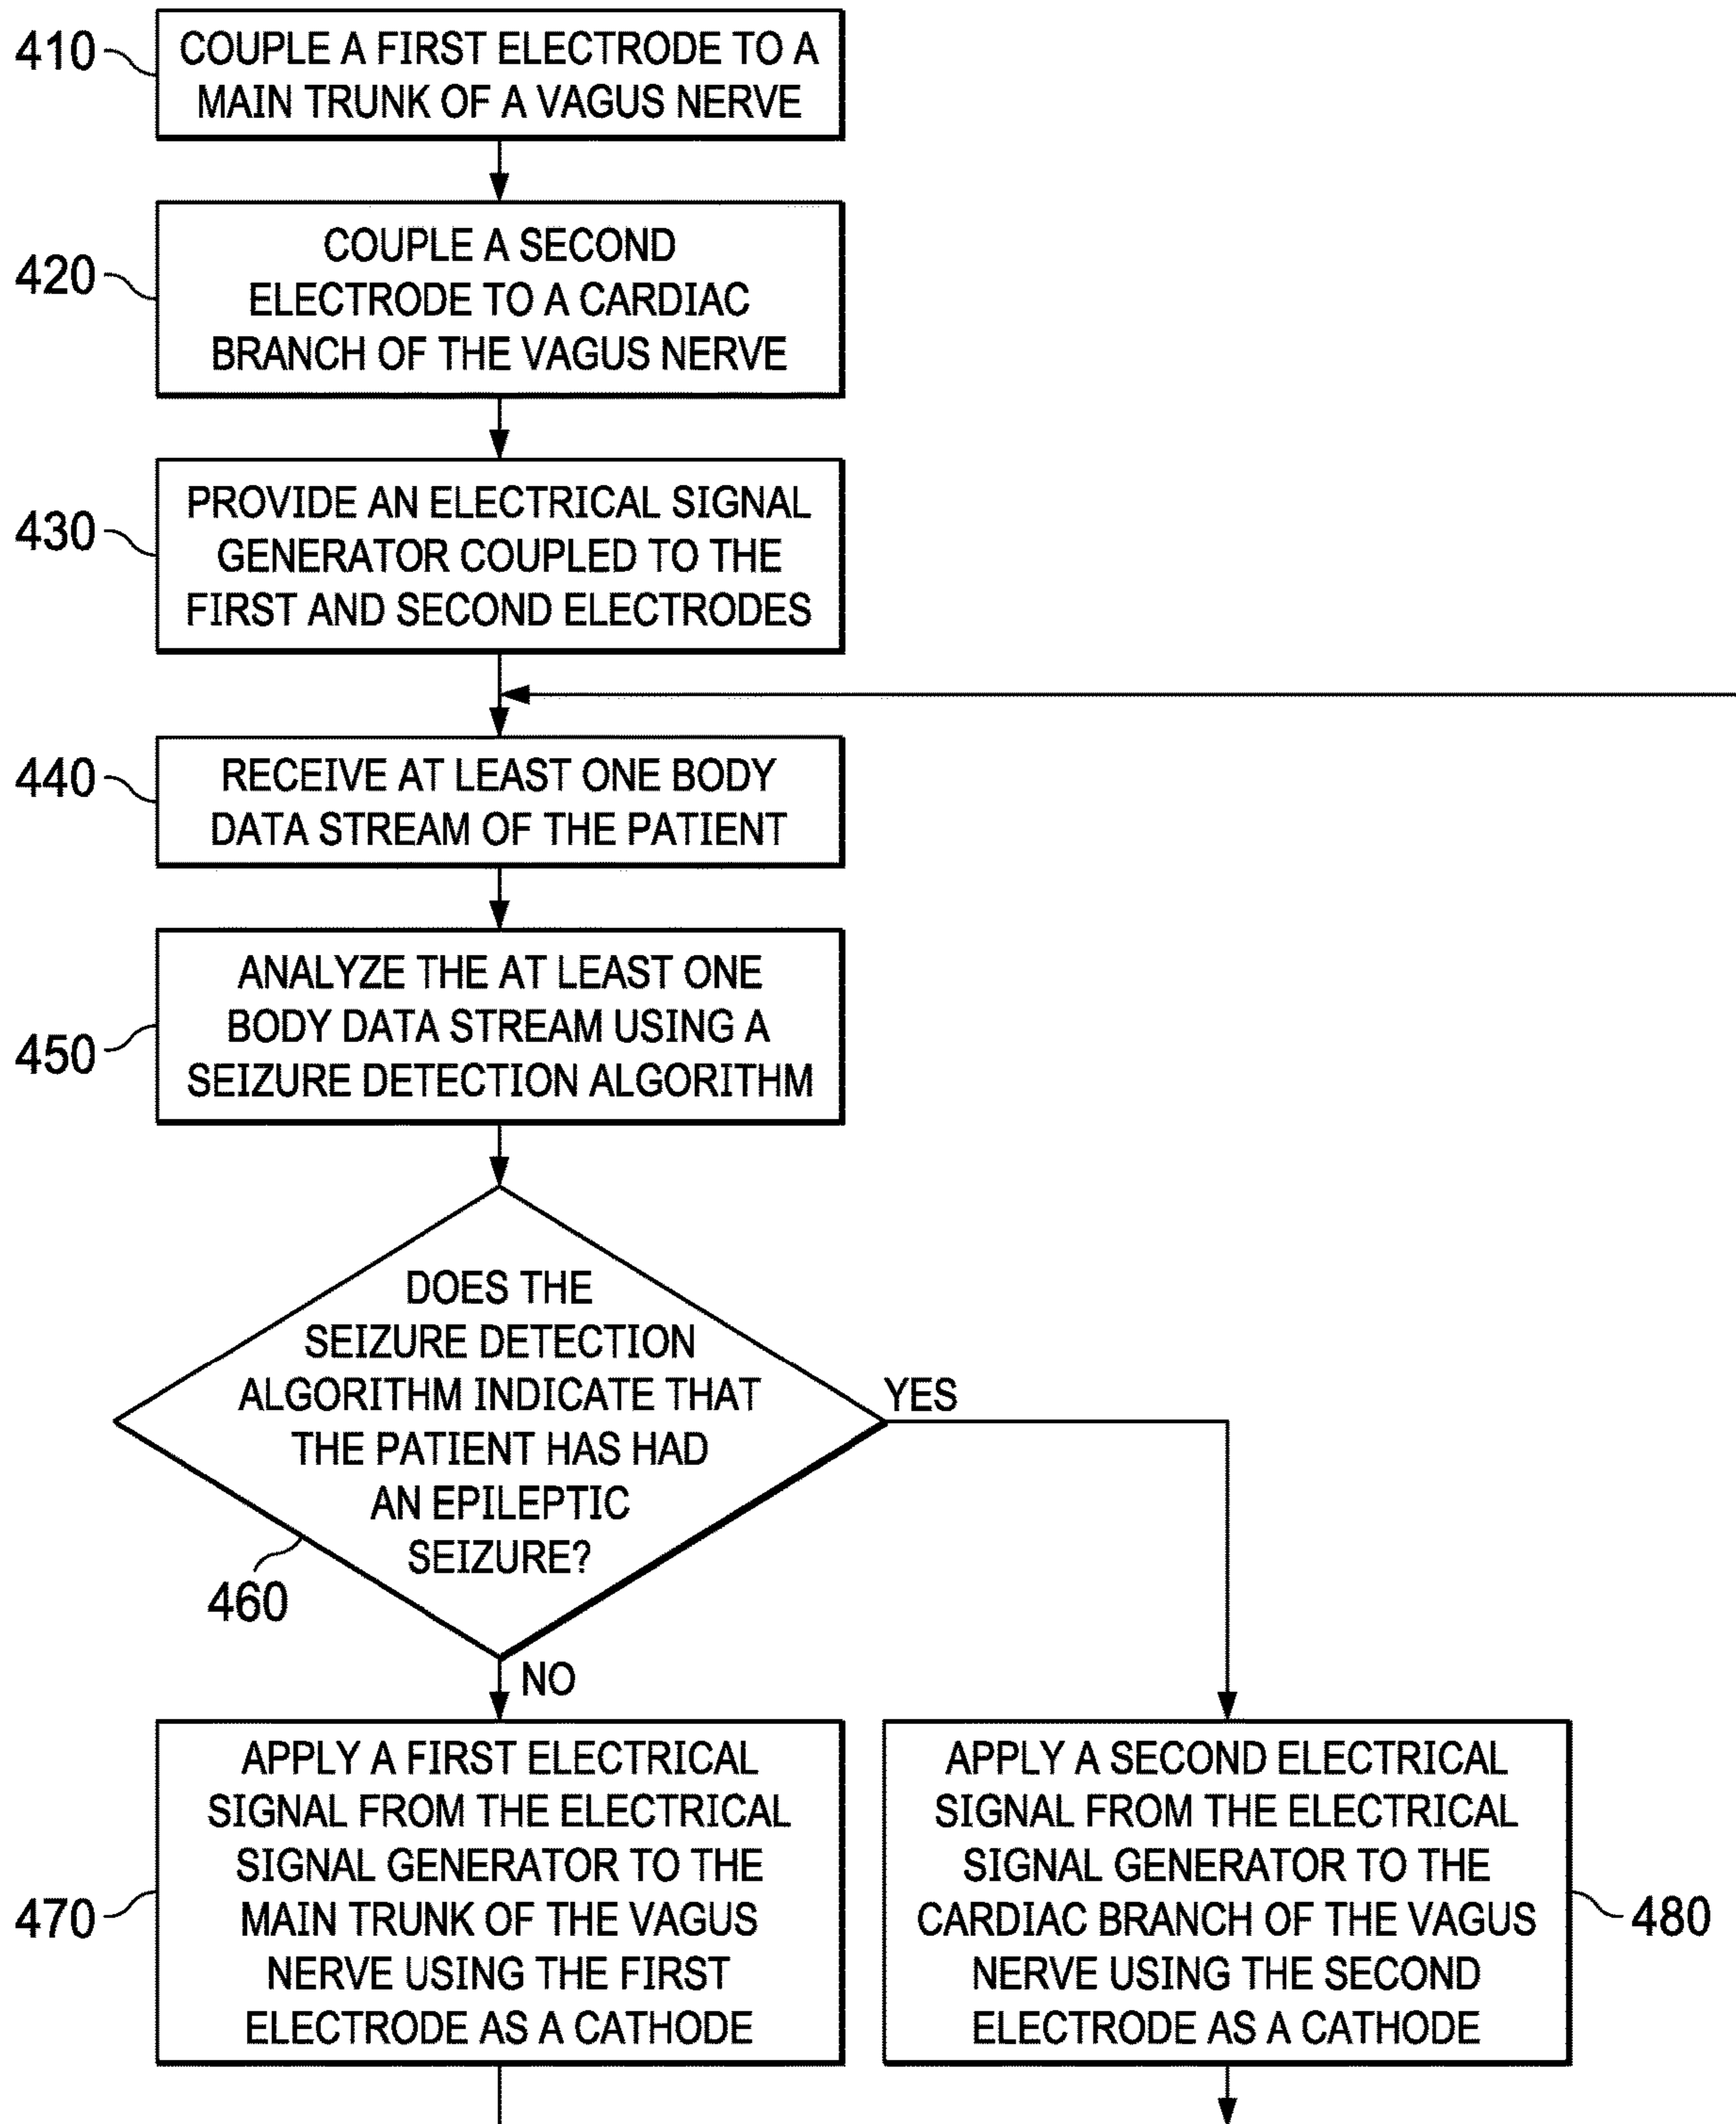 410
COUPLE A FIRST ELECTRODE TO A
MAIN TRUNK OF A VAGUS NERVE
420
COUPLE A SECOND
ELECTRODE TO A CARDIAC
BRANCH OF THE VAGUS NERVE
430
PROVIDE AN ELECTRICAL SIGNAL
GENERATOR COUPLED TO THE
FIRST AND SECOND ELECTRODES
440
RECEIVE AT LEAST ONE BODY
DATA STREAM OF THE PATIENT
450
ANALYZE THE AT LEAST ONE
BODY DATA STREAM USING A
SEIZURE DETECTION ALGORITHM
DOES THE
SEIZURE DETECTION
ALGORITHM INDICATE THAT
THE PATIENT HAS HAD
AN EPILEPTIC
SEIZURE?
460
YES
NO
470
APPLY A FIRST ELECTRICAL
SIGNAL FROM THE ELECTRICAL
SIGNAL GENERATOR TO THE
MAIN TRUNK OF THE VAGUS
NERVE USING THE FIRST
ELECTRODE AS A CATHODE
APPLY A SECOND ELECTRICAL
SIGNAL FROM THE ELECTRICAL
SIGNAL GENERATOR TO THE
CARDIAC BRANCH OF THE VAGUS
NERVE USING THE SECOND
ELECTRODE AS A CATHODE
480